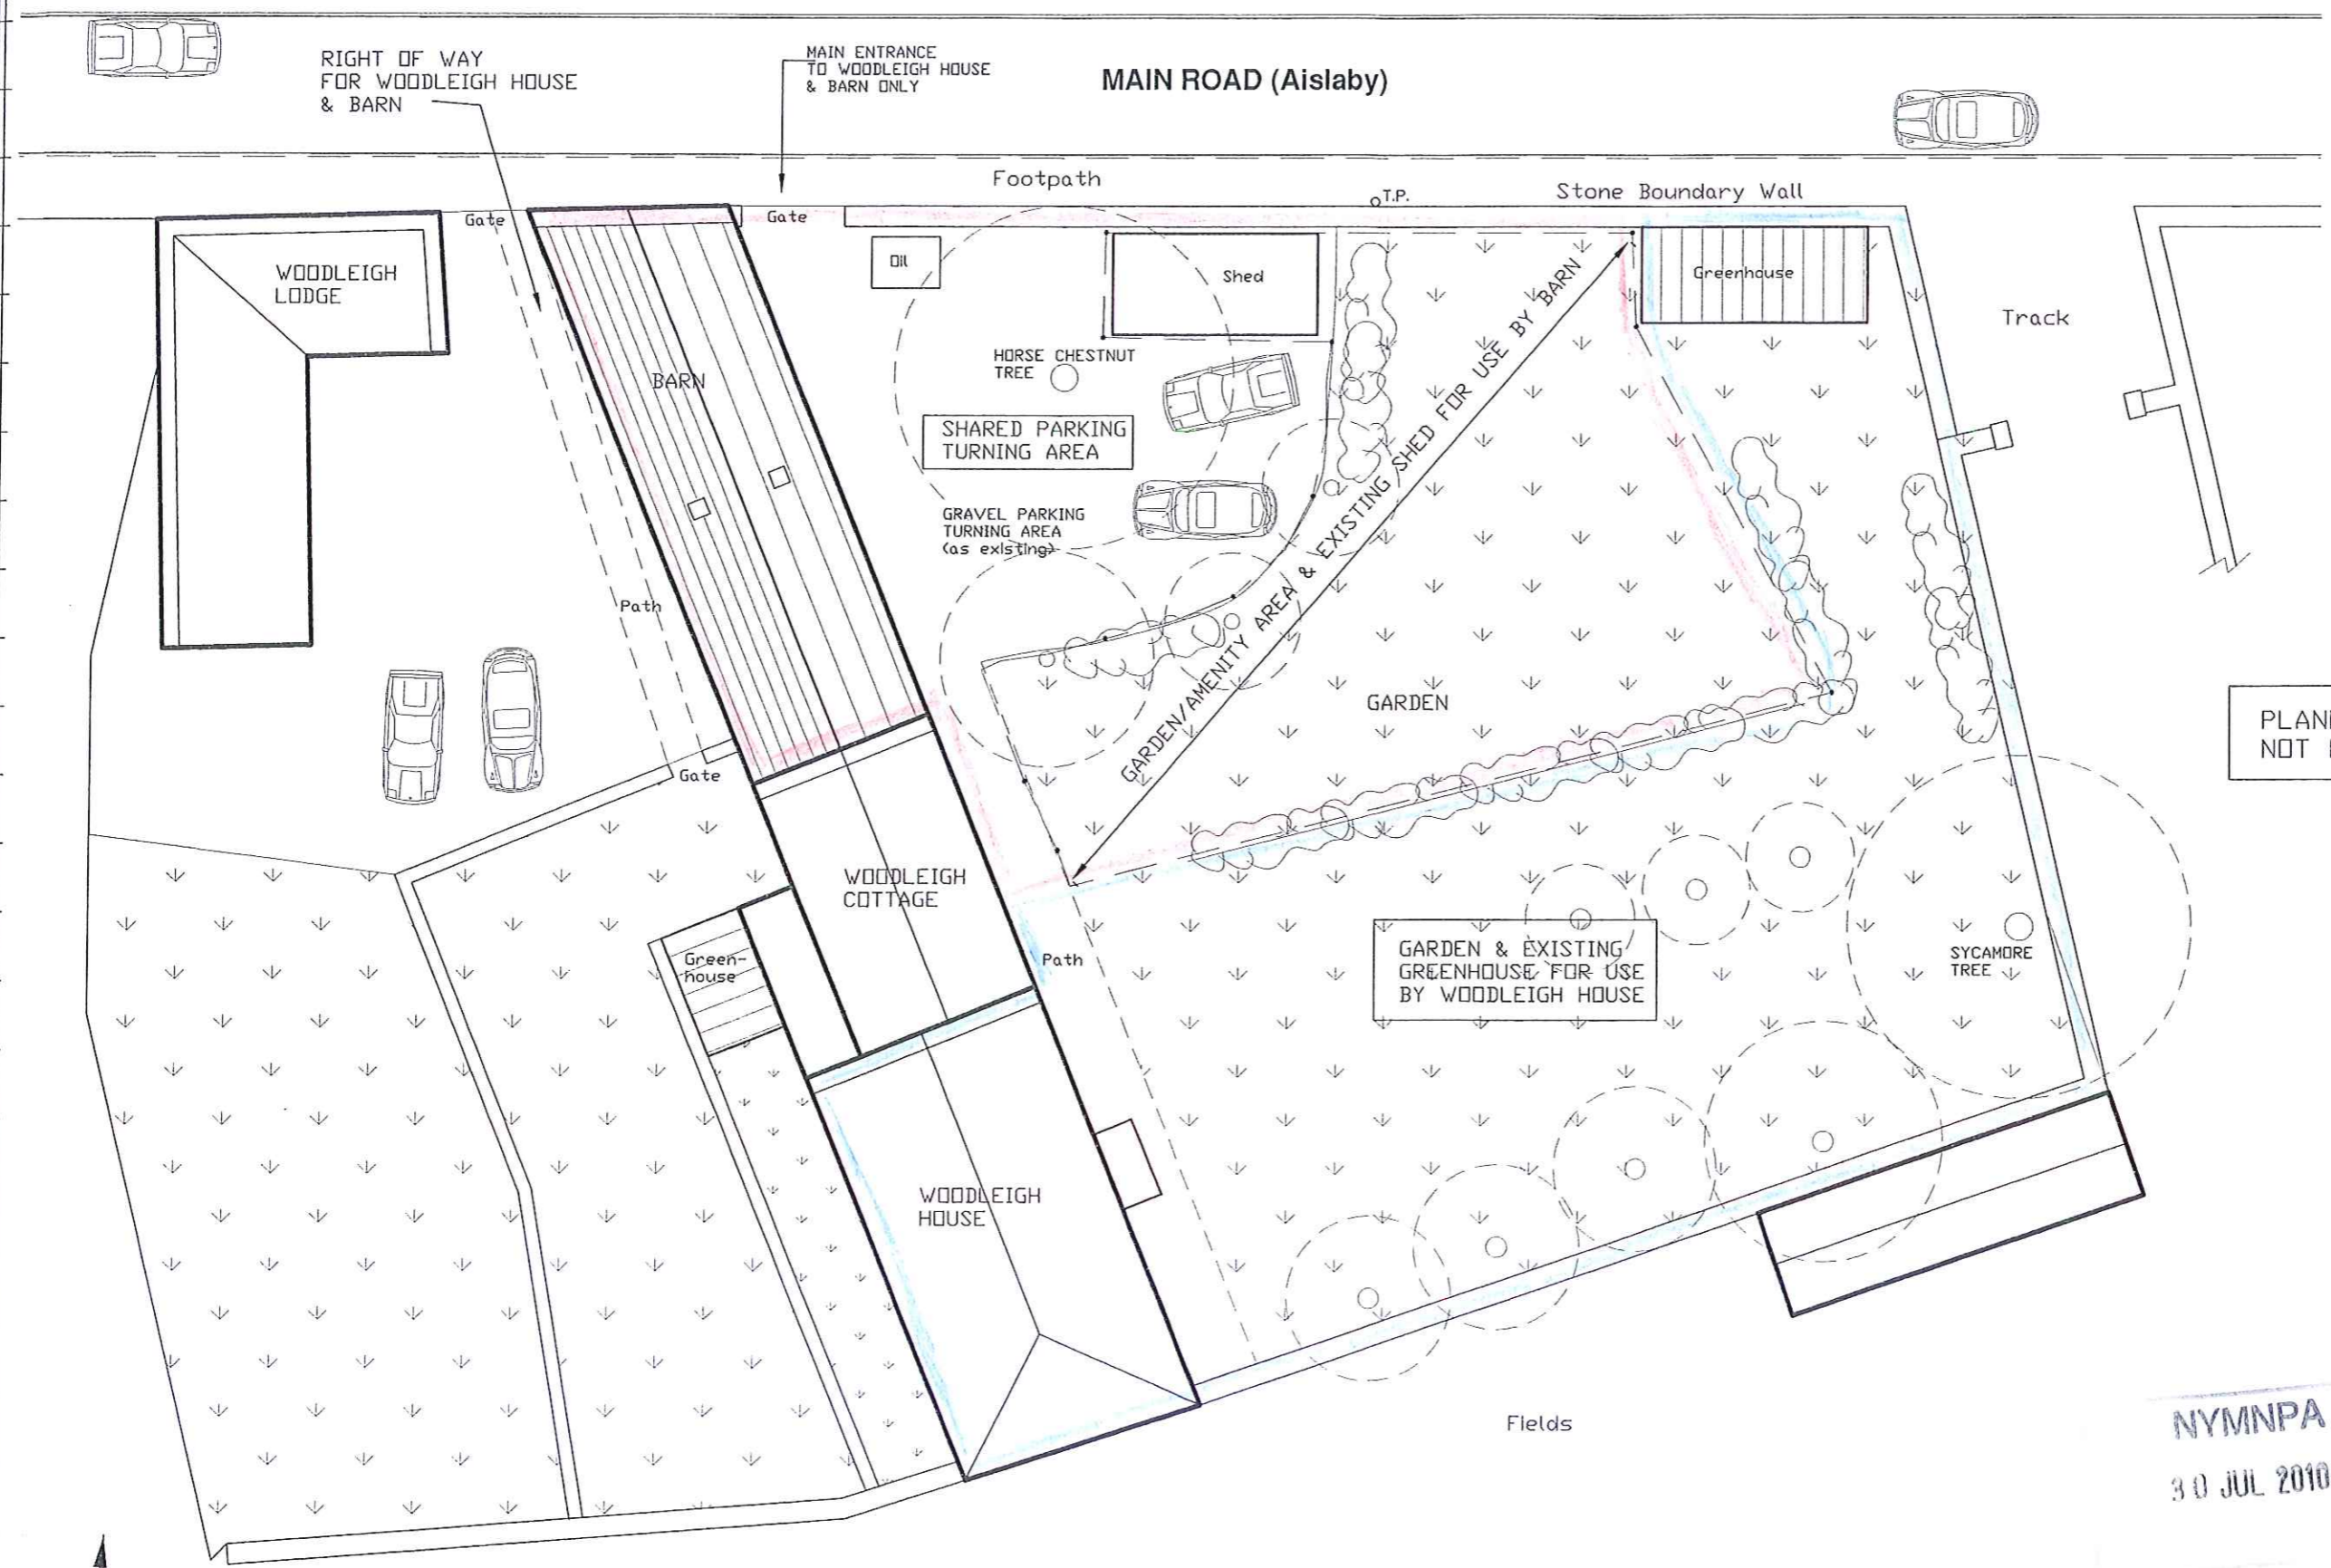 RIGHT OF WAY
FOR WOODLEIGH HOUSE
& BARN
MAIN ENTRANCE
TO WOODLEIGH HOUSE
& BARN ONLY
MAIN ROAD (Aislaby)
Footpath
T.P.
Stone Boundary Wall
Gate
Gate
WOODLEIGH
LODGE
Oil
Shed
Greenhouse
Track
BARN
HORSE CHESTNUT
TREE
SHARED PARKING
TURNING AREA
GRAVEL PARKING
TURNING AREA
(as existing)
GARDEN/AMENITY AREA & EXISTING SHED FOR USE BY BARN
Path
GARDEN
Gate
WOODLEIGH
COTTAGE
Green-
house
Path
GARDEN & EXISTING
GREENHOUSE FOR USE
BY WOODLEIGH HOUSE
SYCAMORE
TREE
WOODLEIGH
HOUSE
Fields
NOT
NYMNPA
30 JUL 2010